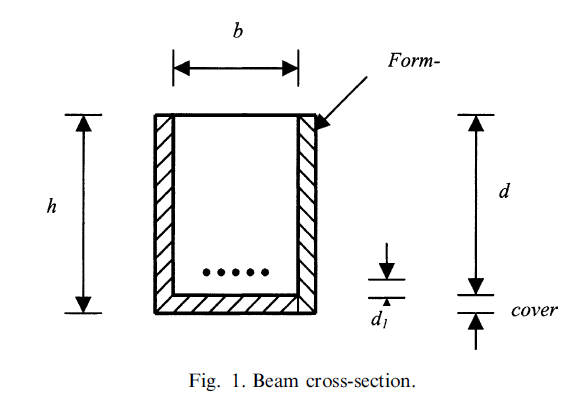 b
Form-
h
d
d1
cover
Fig. 1. Beam cross-section.